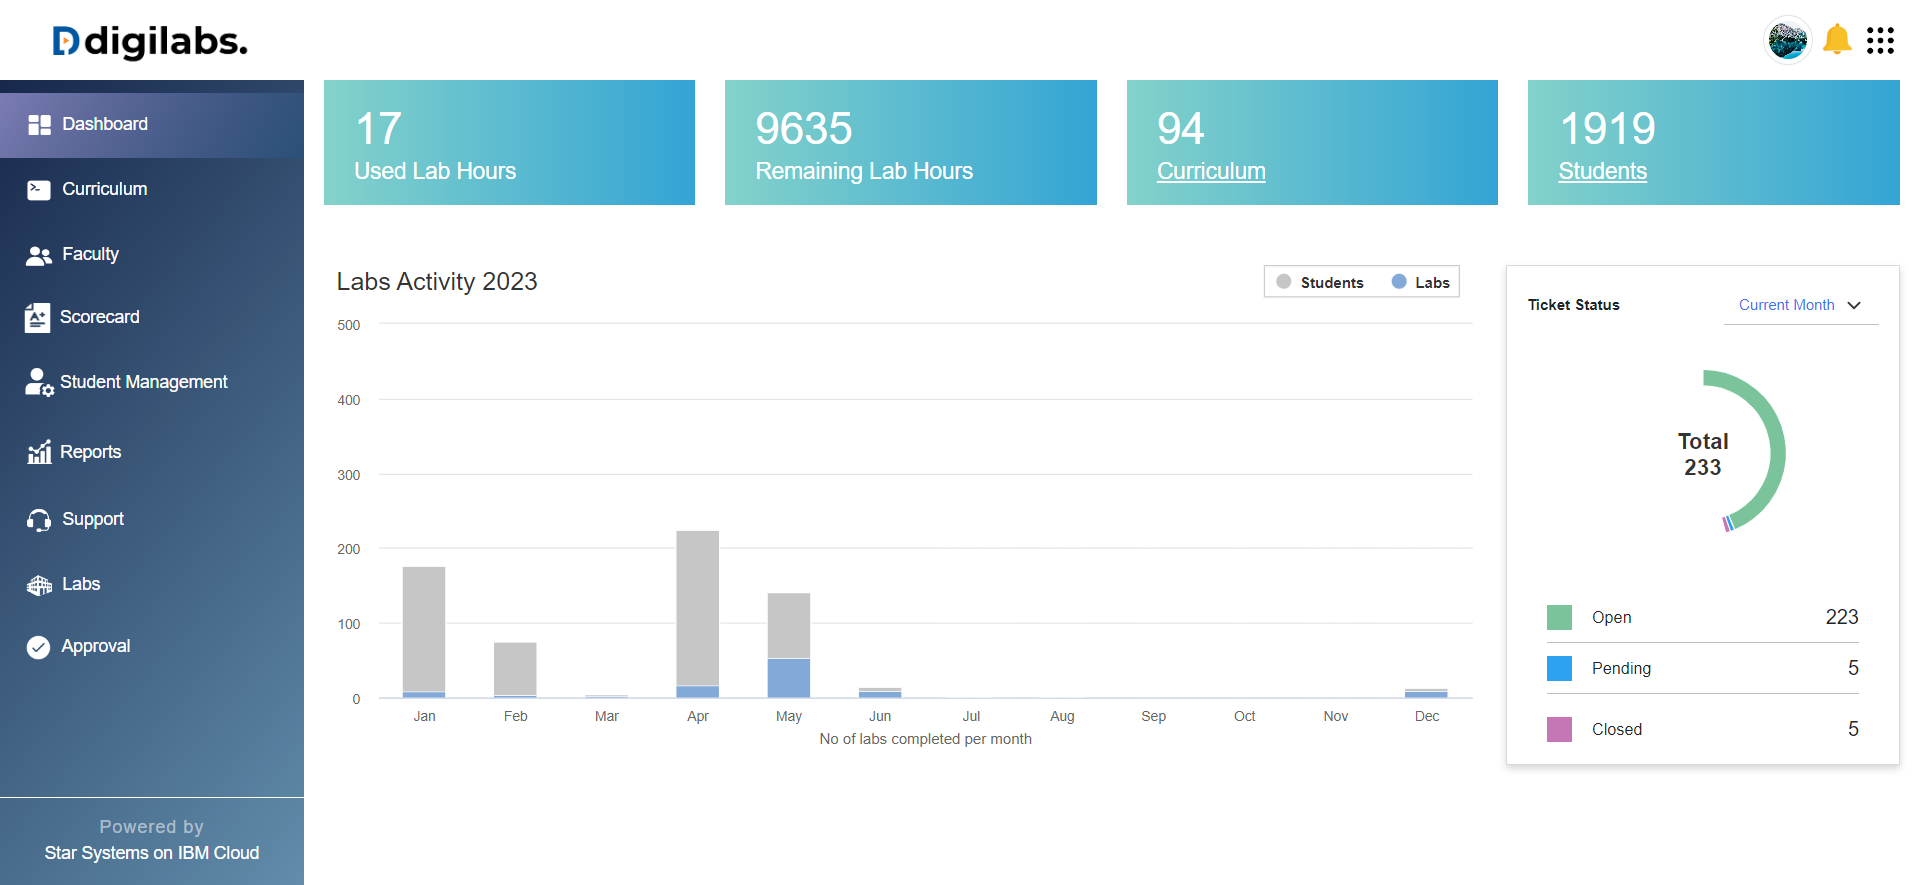 digilabs.
Dashboard
Curriculum
Faculty
Scorecard
Student Management
Reports
Support
Labs
Approval
Powered by
Star Systems on IBM Cloud
17
Used Lab Hours
9635
Remaining Lab Hours
94
Curriculum
1919
Students
Labs Activity 2023
Students Labs
500
400
300
200
100
0
Jan Feb Mar Apr May Jun Jul Aug Sep Oct Nov Dec
No of labs completed per month
Ticket Status Current Month
Total
233
Open 223
Pending 5
Closed 5